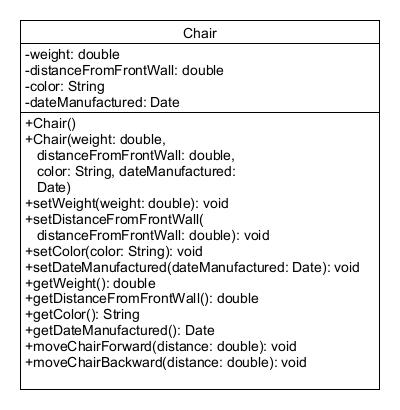 Chair
-weight: double
-distanceFromFrontWall: double
-color: String
-dateManufactured: Date
+Chair()
+Chair(weight: double,
distanceFromFrontWall: double,
color: String, dateManufactured:
Date)
+setWeight(weight: double): void
+setDistanceFromFrontWall(
distanceFromFrontWall: double): void
+setColor(color: String): void
+setDateManufactured(dateManufactured: Date): void
+getWeight(): double
+getDistanceFromFrontWall(): double
+getColor(): String
+getDateManufactured(): Date
+moveChairForward(distance: double): void
+moveChairBackward(distance: double): void